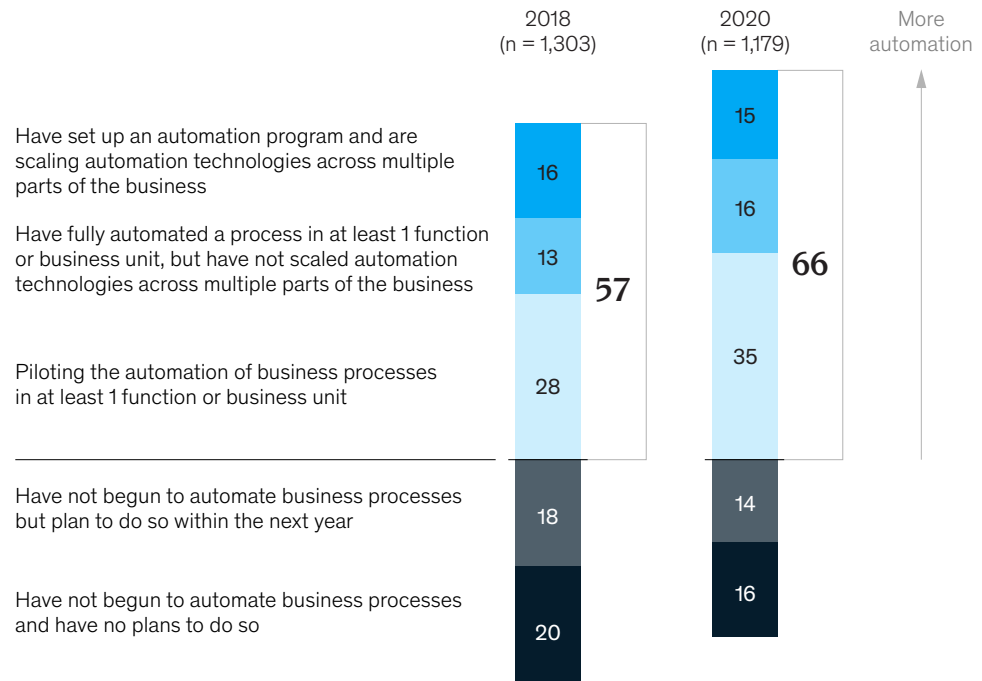 2018
(n = 1,303)
2020
(n = 1,179)
More
automation
Have set up an automation program and are
scaling automation technologies across multiple
parts of the business
16
15
Have fully automated a process in at least 1 function
or business unit, but have not scaled automation
technologies across multiple parts of the business
13
57
16
66
Piloting the automation of business processes
in at least 1 function or business unit
28
35
Have not begun to automate business processes
but plan to do so within the next year
18
14
Have not begun to automate business processes
and have no plans to do so
20
16